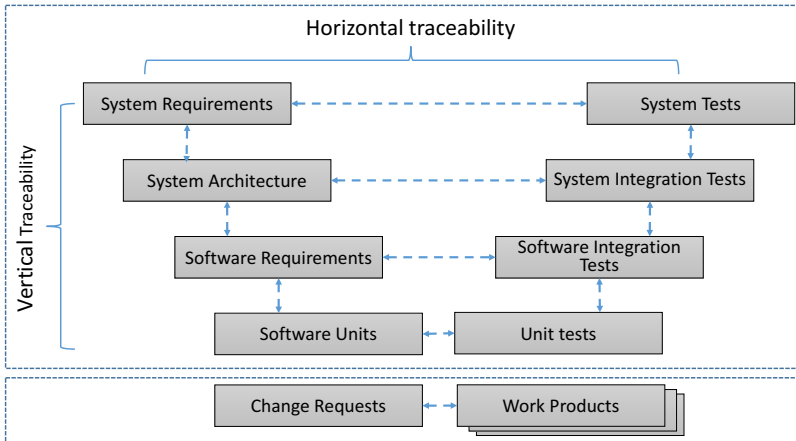 Horizontal traceability
System Requirements
System Tests
Vertical Traceability
System Architecture
System Integration Tests
Software Requirements
Software Integration
Tests
Software Units
Unit tests
Change Requests
Work Products